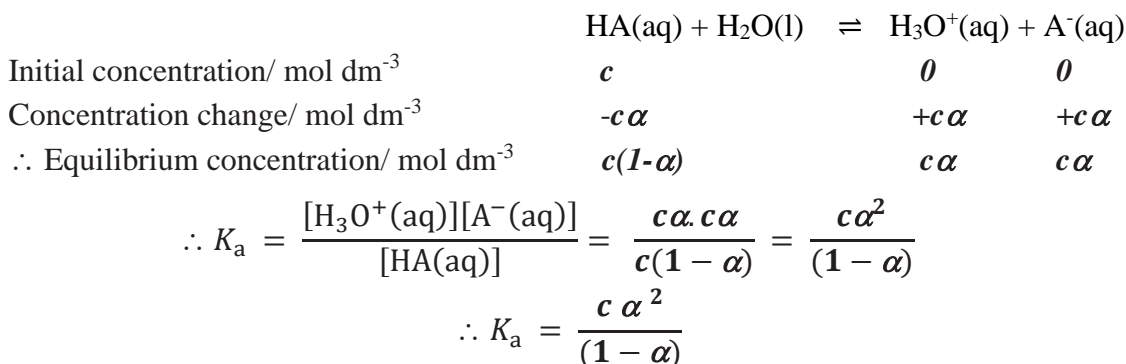 HA(aq) + H₂O(l) ⇌ H₃O⁺(aq) + A⁻(aq)
Initial concentration/ mol dm⁻³ c 0 0
Concentration change/ mol dm⁻³ -cα +cα +cα
∴ Equilibrium concentration/ mol dm⁻³ c(1-α) cα cα
∴ Kₐ = [H₃O⁺(aq)][A⁻(aq)] / [HA(aq)] = cα.cα / c(1 − α) = cα² / (1 − α)
∴ Kₐ = c α² / (1 − α)